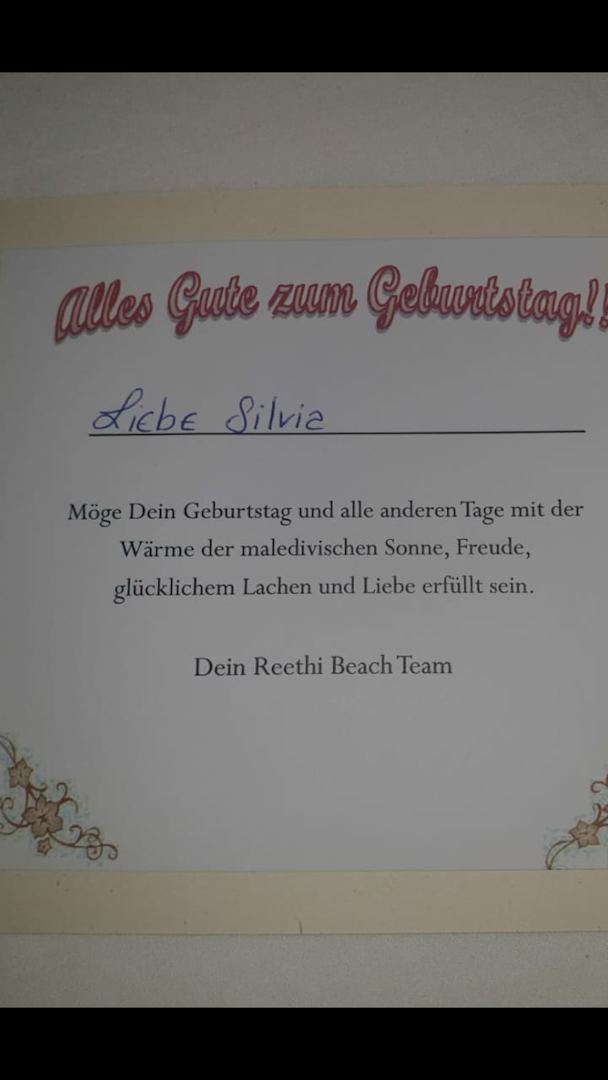 Alles Gute zum Geburtstag!!
Liebe Silvia
Möge Dein Geburtstag und alle anderen Tage mit der
Wärme der maledivischen Sonne, Freude,
glücklichem Lachen und Liebe erfüllt sein.
Dein Reethi Beach Team